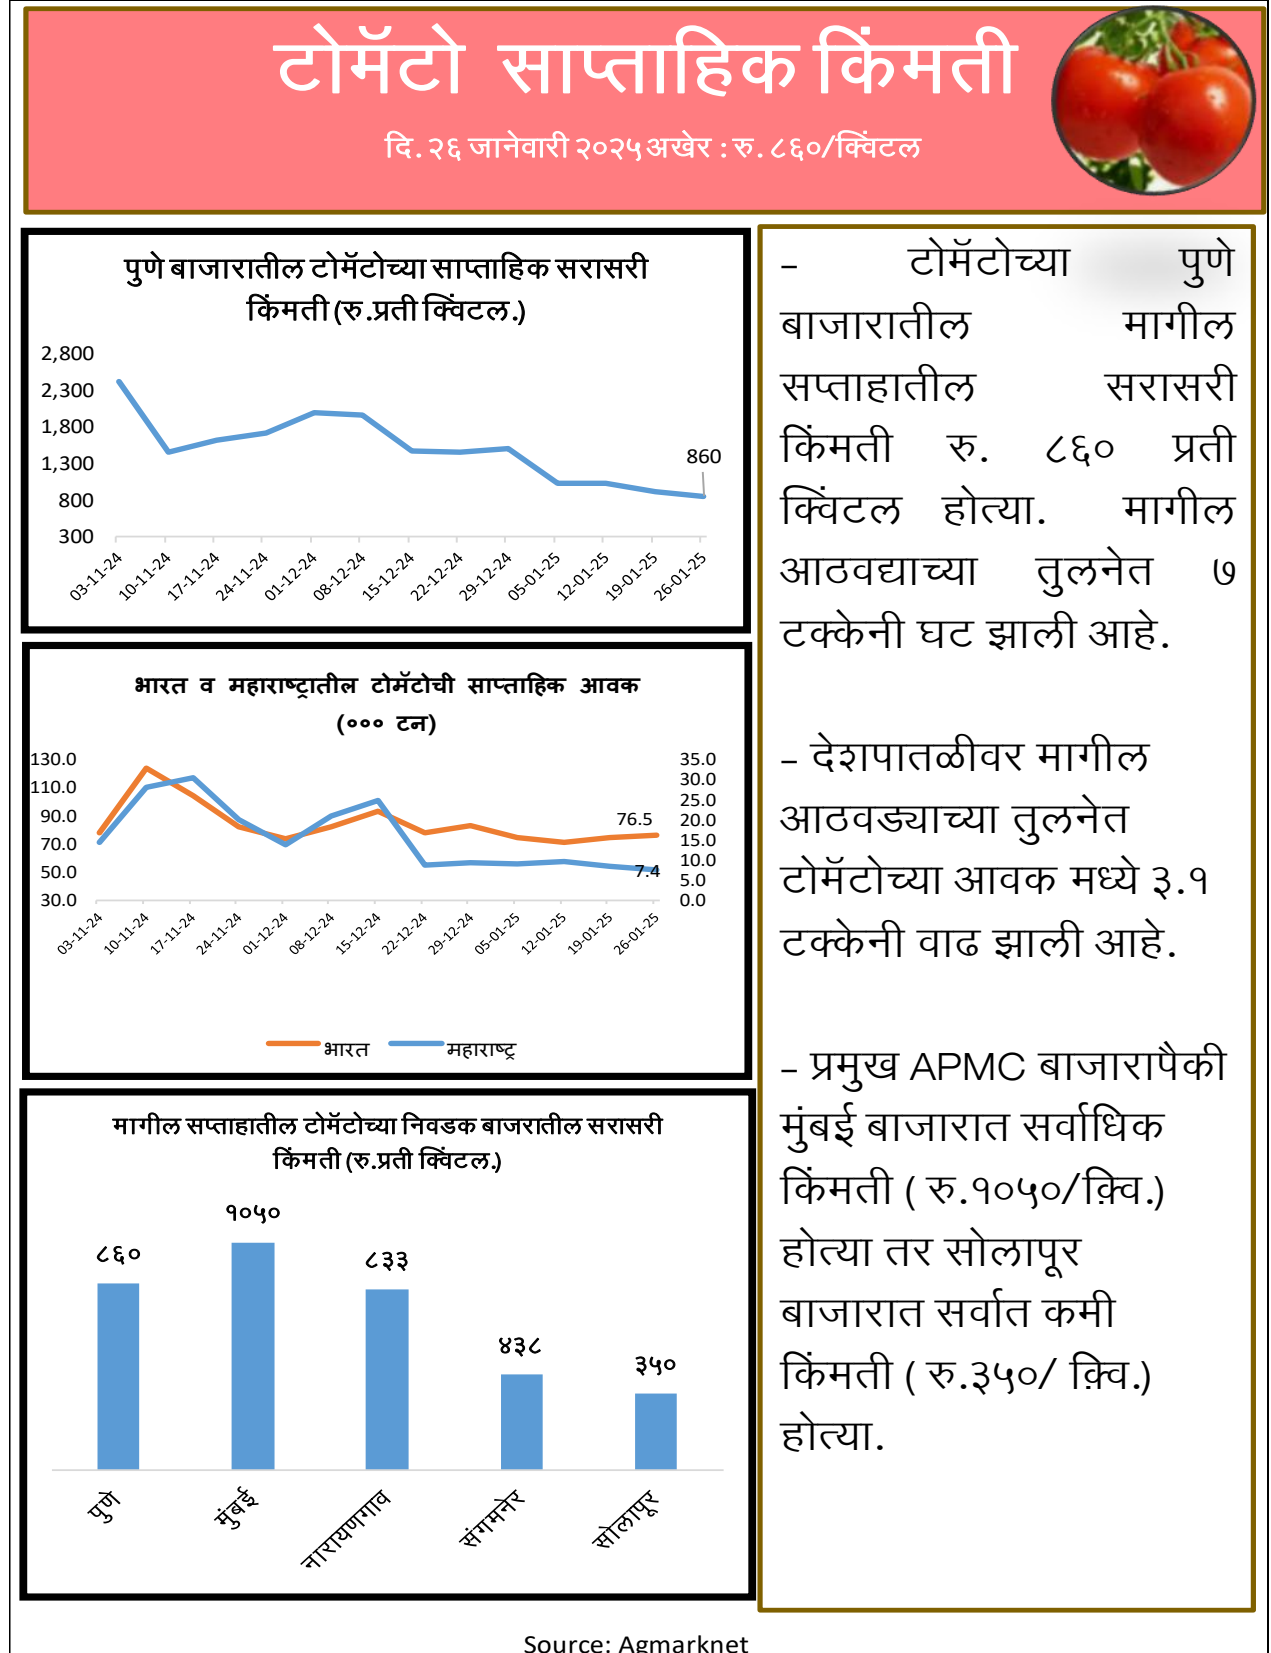 टोमॅटो साप्ताहिक किंमती
दि. २६ जानेवारी २०२५ अखेर : रु. ८६०/क्विंटल
पुणे बाजारातील टोमॅटोच्या साप्ताहिक सरासरी
किंमती (रु.प्रती क्विंटल.)
2,800
2,300
1,800
1,300
800
300
860
03-11-24
10-11-24
17-11-24
24-11-24
01-12-24
08-12-24
15-12-24
22-12-24
29-12-24
05-01-25
12-01-25
19-01-25
26-01-25
भारत व महाराष्ट्रातील टोमॅटोची साप्ताहिक आवक
(००० टन)
130.0
110.0
90.0
70.0
50.0
30.0
35.0
30.0
25.0
20.0
15.0
10.0
5.0
0.0
76.5
7.4
03-11-24
10-11-24
17-11-24
24-11-24
01-12-24
08-12-24
15-12-24
22-12-24
29-12-24
05-01-25
12-01-25
19-01-25
26-01-25
भारत महाराष्ट्र
मागील सप्ताहातील टोमॅटोच्या निवडक बाजरातील सरासरी
किंमती (रु.प्रती क्विंटल.)
८६०
१०५०
८३३
४३८
३५०
पुणे
मुंबई
नारायणगाव
संगमनेर
सोलापूर
– टोमॅटोच्या पुणे
बाजारातील मागील
सप्ताहातील सरासरी
किंमती रु. ८६० प्रती
क्विंटल होत्या. मागील
आठवद्याच्या तुलनेत ७
टक्केनी घट झाली आहे.
– देशपातळीवर मागील
आठवड्याच्या तुलनेत
टोमॅटोच्या आवक मध्ये ३.१
टक्केनी वाढ झाली आहे.
– प्रमुख APMC बाजारापैकी
मुंबई बाजारात सर्वाधिक
किंमती ( रु.१०५०/क़्वि.)
होत्या तर सोलापूर
बाजारात सर्वात कमी
किंमती ( रु.३५०/ क़्वि.)
होत्या.
Source: Agmarknet